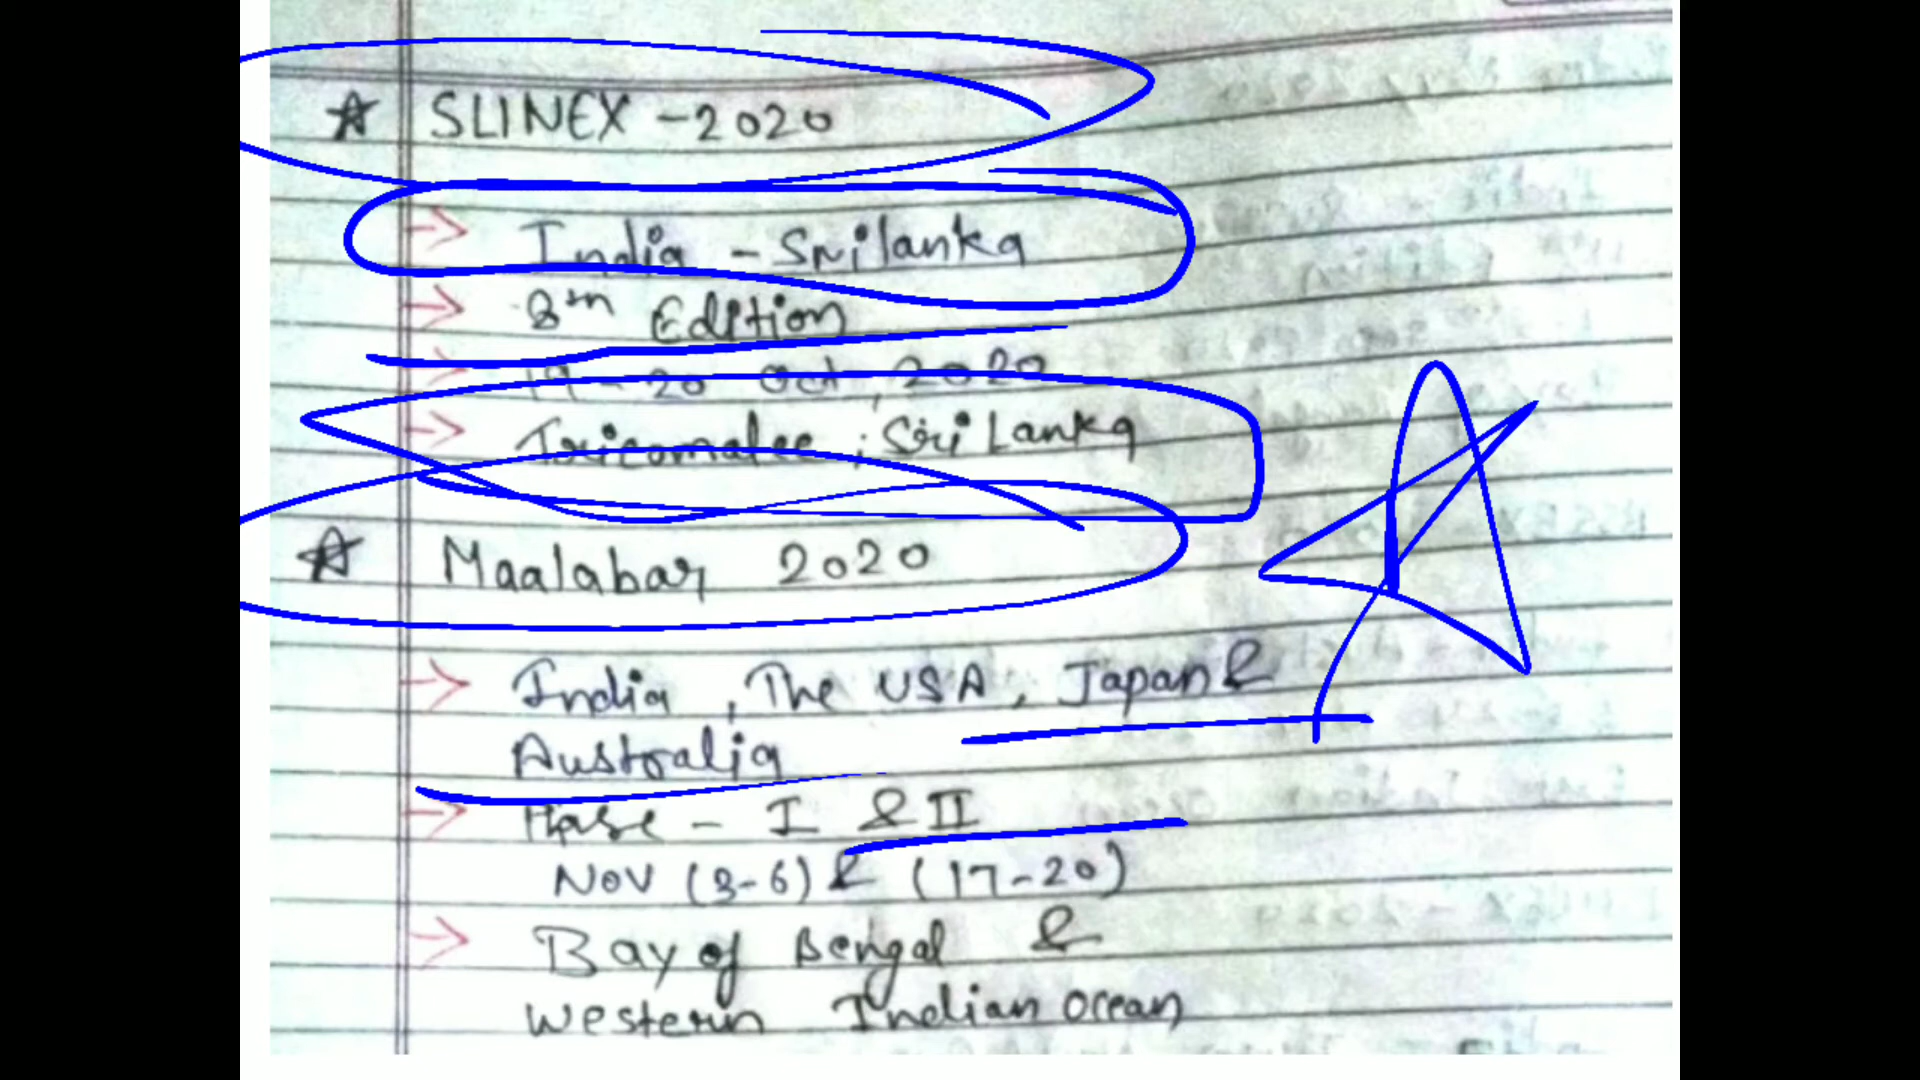 SLINEX - 2020
→ India - Srilanka
→ 8th Edition
→ 19 - 20 Oct, 2020
→ Tricomalee, Sri Lanka
Maalabar 2020
→ India, The USA, Japan &
Australia
→ Phase - I & II
Nov (3-6) & (17-20)
→ Bay of Bengal &
Western Indian Ocean